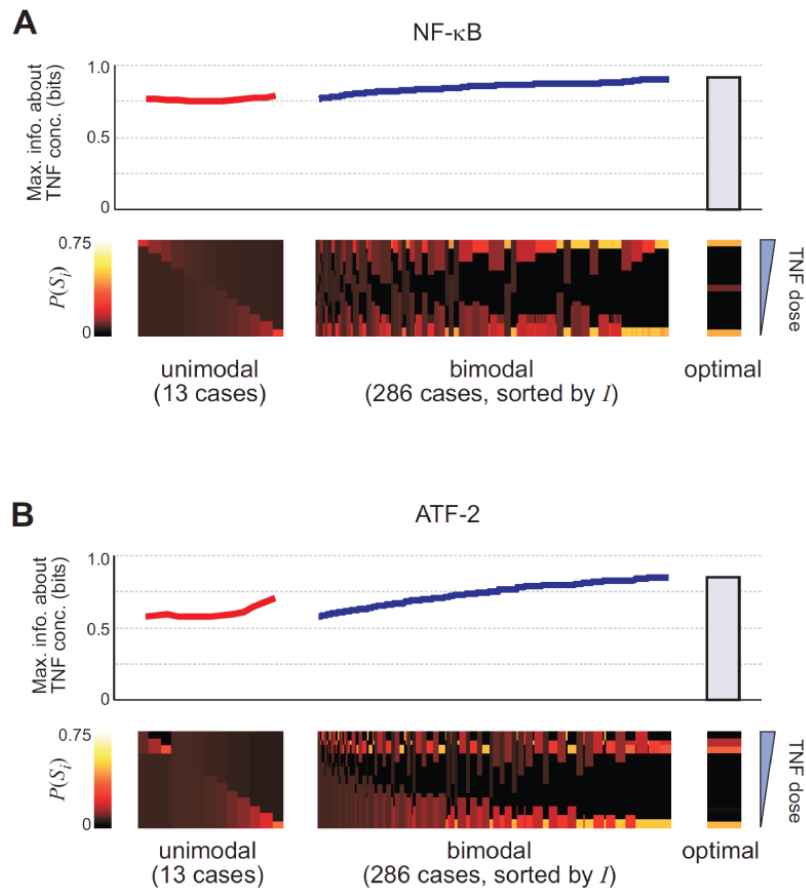 A
NF-κB
Max. info. about
TNF conc. (bits)
1.0
0.5
0
P(Si)
0.75
0
TNF dose
unimodal
(13 cases)
bimodal
(286 cases, sorted by I)
optimal
B
ATF-2
Max. info. about
TNF conc. (bits)
1.0
0.5
0
P(Si)
0.75
0
TNF dose
unimodal
(13 cases)
bimodal
(286 cases, sorted by I)
optimal